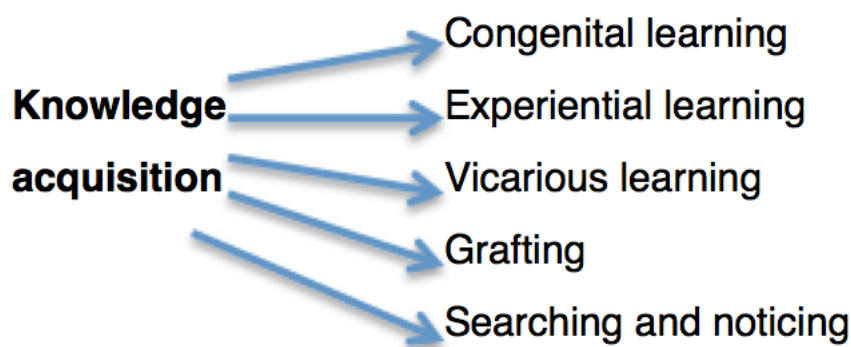 Knowledge
acquisition
Congenital learning
Experiential learning
Vicarious learning
Grafting
Searching and noticing